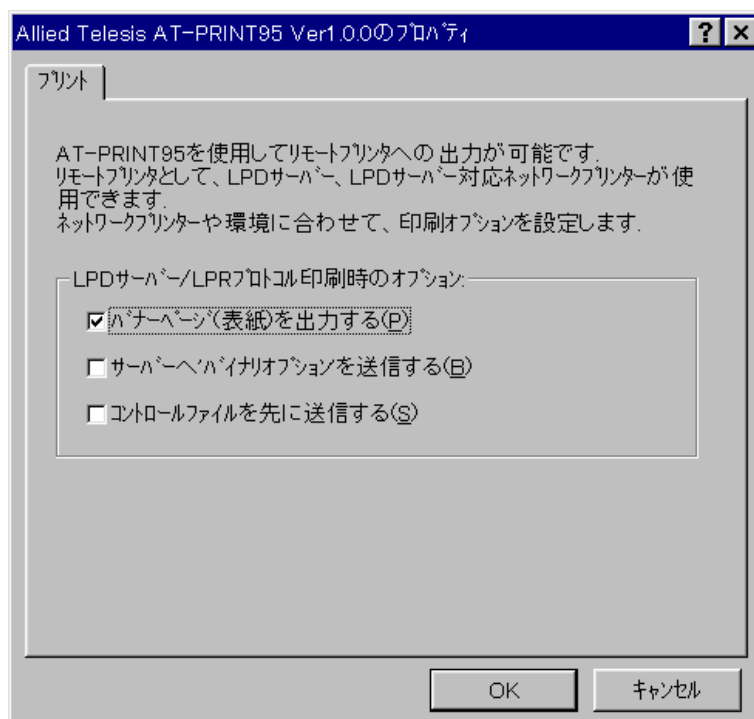 Allied Telesis AT-PRINT95 Ver1.0.0のﾌﾟﾛﾊﾟﾃｨ
ﾌﾟﾘﾝﾄ
AT-PRINT95を使用してﾘﾓｰﾄﾌﾟﾘﾝﾀへの出力が可能です.
ﾘﾓｰﾄﾌﾟﾘﾝﾀとして、LPDｻｰﾊﾞｰ、LPDｻｰﾊﾞｰ対応ﾈｯﾄﾜｰｸﾌﾟﾘﾝﾀｰが使
用できます.
ﾈｯﾄﾜｰｸﾌﾟﾘﾝﾀｰや環境に合わせて、印刷ｵﾌﾟｼｮﾝを設定します.
LPDｻｰﾊﾞｰ/LPRﾌﾟﾛﾄｺﾙ印刷時のｵﾌﾟｼｮﾝ:
ﾊﾞﾅｰﾍﾟｰｼﾞ(表紙)を出力する(P)
ｻｰﾊﾞｰへﾊﾞｲﾅﾘｵﾌﾟｼｮﾝを送信する(B)
ｺﾝﾄﾛｰﾙﾌｧｲﾙを先に送信する(S)
OK
ｷｬﾝｾﾙ